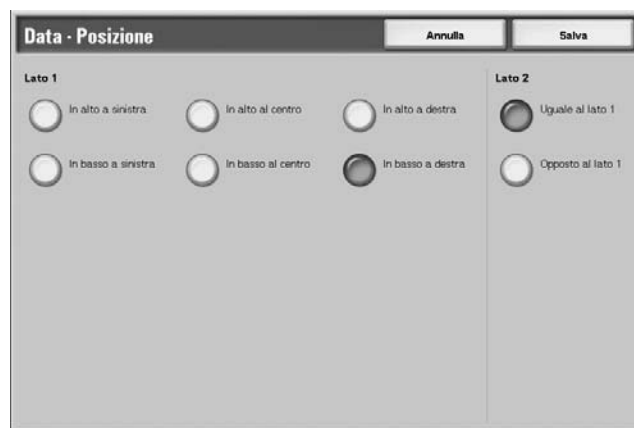 Data · Posizione
Annulla
Salva
Lato 1
Lato 2
In alto a sinistra
In alto al centro
In alto a destra
Uguale al lato 1
In basso a sinistra
In basso al centro
In basso a destra
Opposto al lato 1